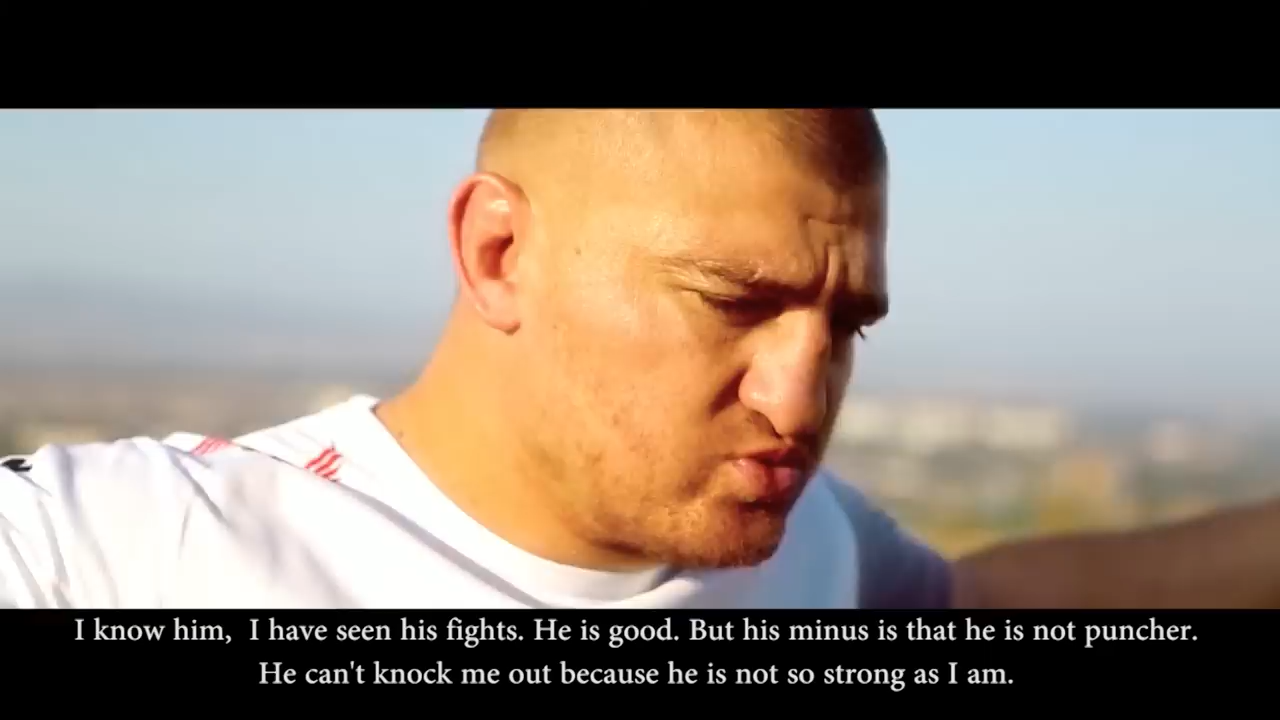 I know him,  I have seen his fights. He is good. But his minus is that he is not puncher.
He can't knock me out because he is not so strong as I am.